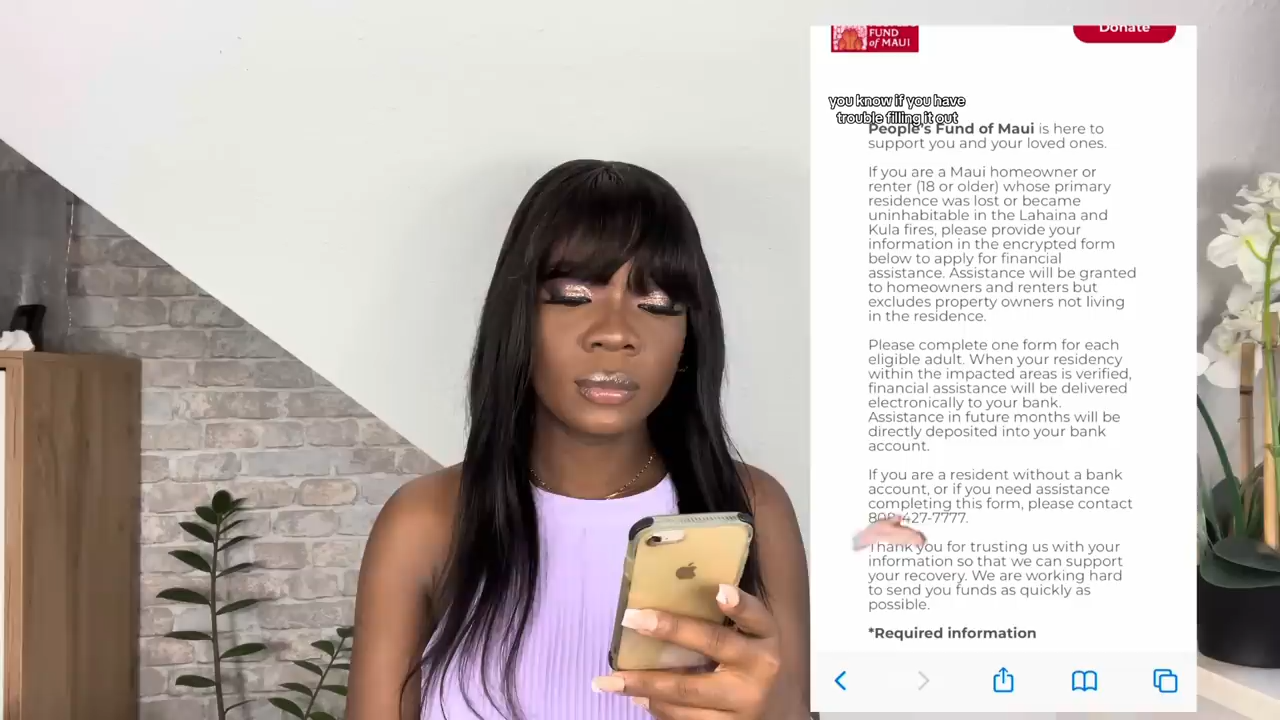 FUND
of MAUI
Donate
you know if you have
trouble filling it out
People's Fund of Maui is here to
support you and your loved ones.
If you are a Maui homeowner or
renter (18 or older) whose primary
residence was lost or became
uninhabitable in the Lahaina and
Kula fires, please provide your
information in the encrypted form
below to apply for financial
assistance. Assistance will be granted
to homeowners and renters but
excludes property owners not living
in the residence.
Please complete one form for each
eligible adult. When your residency
within the impacted areas is verified,
financial assistance will be delivered
electronically to your bank.
Assistance in future months will be
directly deposited into your bank
account.
If you are a resident without a bank
account, or if you need assistance
completing this form, please contact
427-7777.
Thank you for trusting us with your
information so that we can support
your recovery. We are working hard
to send you funds as quickly as
possible.
*Required information